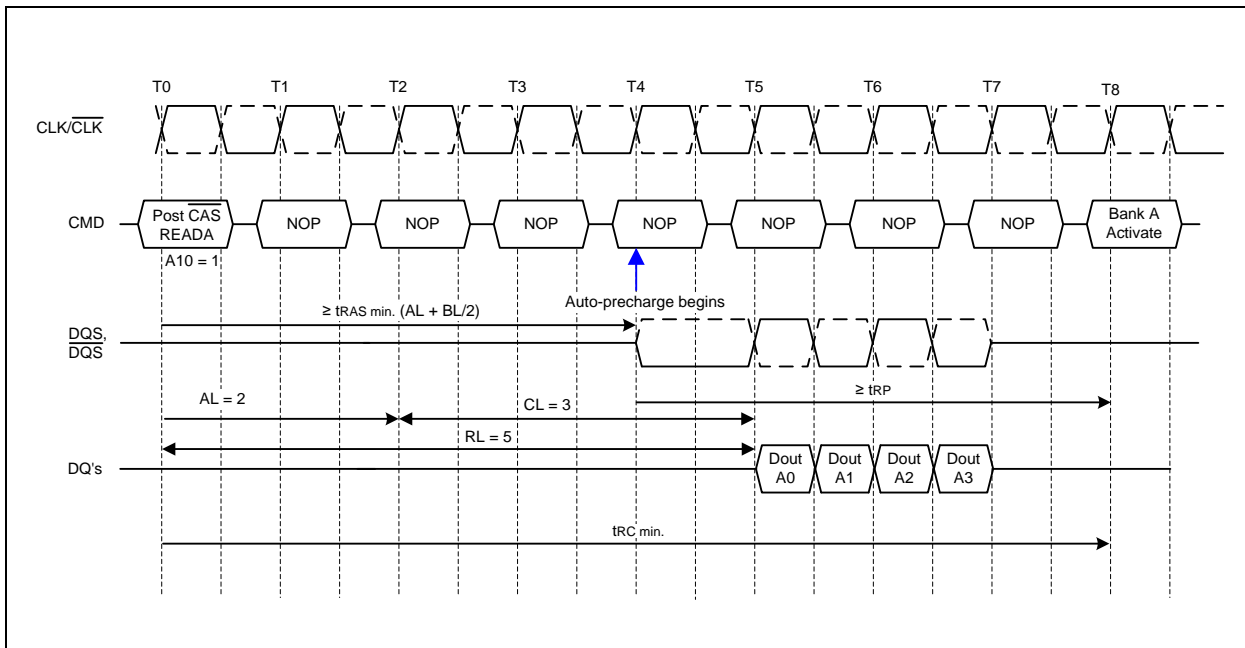 T0 T1 T2 T3 T4 T5 T6 T7 T8
CLK/CLK
CMD
Post CAS
READA
NOP NOP NOP NOP NOP NOP NOP
Bank A
Activate
A10 = 1
Auto-precharge begins
≥ tRAS min. (AL + BL/2)
DQS,
DQS
≥ tRP
AL = 2
CL = 3
RL = 5
DQ's
Dout
A0
Dout
A1
Dout
A2
Dout
A3
tRC min.